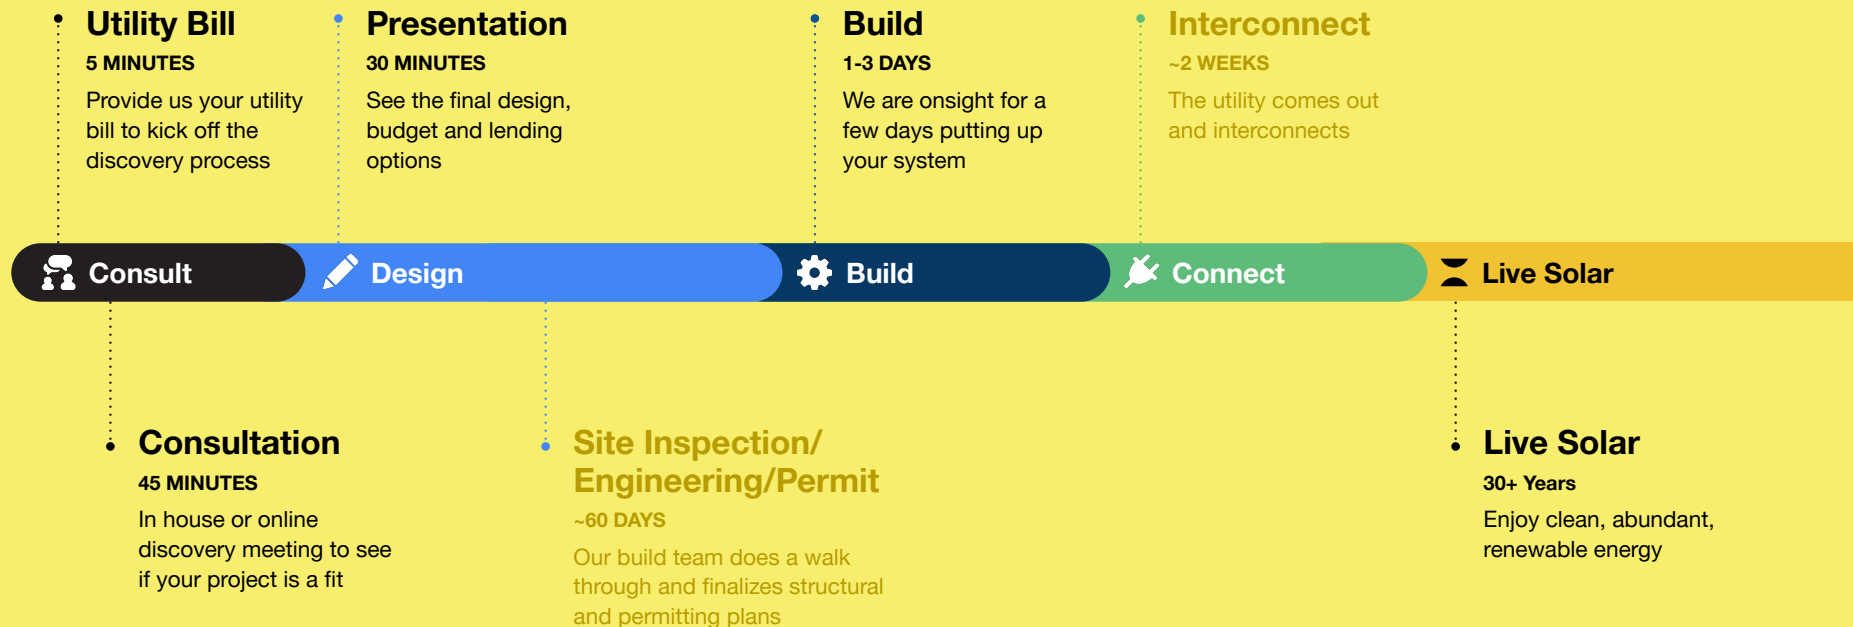 Utility Bill
5 MINUTES
Provide us your utility
bill to kick off the
discovery process
Presentation
30 MINUTES
See the final design,
budget and lending
options
Build
1-3 DAYS
We are onsight for a
few days putting up
your system
Interconnect
~2 WEEKS
The utility comes out
and interconnects
Consult
Design
Build
Connect
Live Solar
Consultation
45 MINUTES
In house or online
discovery meeting to see
if your project is a fit
Site Inspection/
Engineering/Permit
~60 DAYS
Our build team does a walk
through and finalizes structural
and permitting plans
Live Solar
30+ Years
Enjoy clean, abundant,
renewable energy